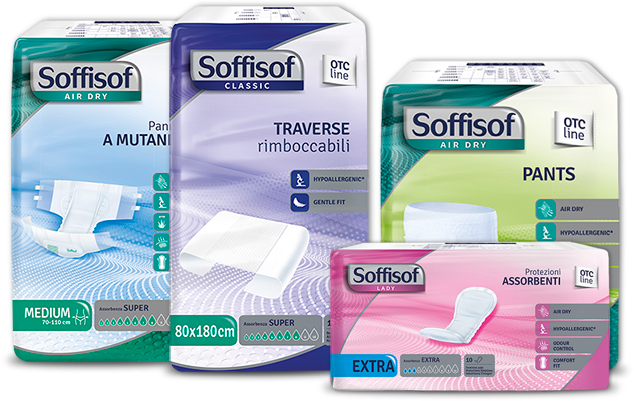 Soffisof
AIR DRY
Pan
A MUTAN
MEDIUM
70-110 cm
Assorbenza SUPER
Soffisof
CLASSIC
OTC
line
TRAVERSE
rimboccabili
HYPOALLERGENIC*
GENTLE FIT
80x180cm
Assorbenza SUPER
Soffisof
AIR DRY
OTC
line
PANTS
AIR DRY
HYPOALLERGENIC*
Soffisof
LADY
Protezioni
ASSORBENTI
OTC
line
AIR DRY
HYPOALLERGENIC*
ODOUR
CONTROL
COMFORT
FIT
EXTRA
Assorbenza EXTRA
10